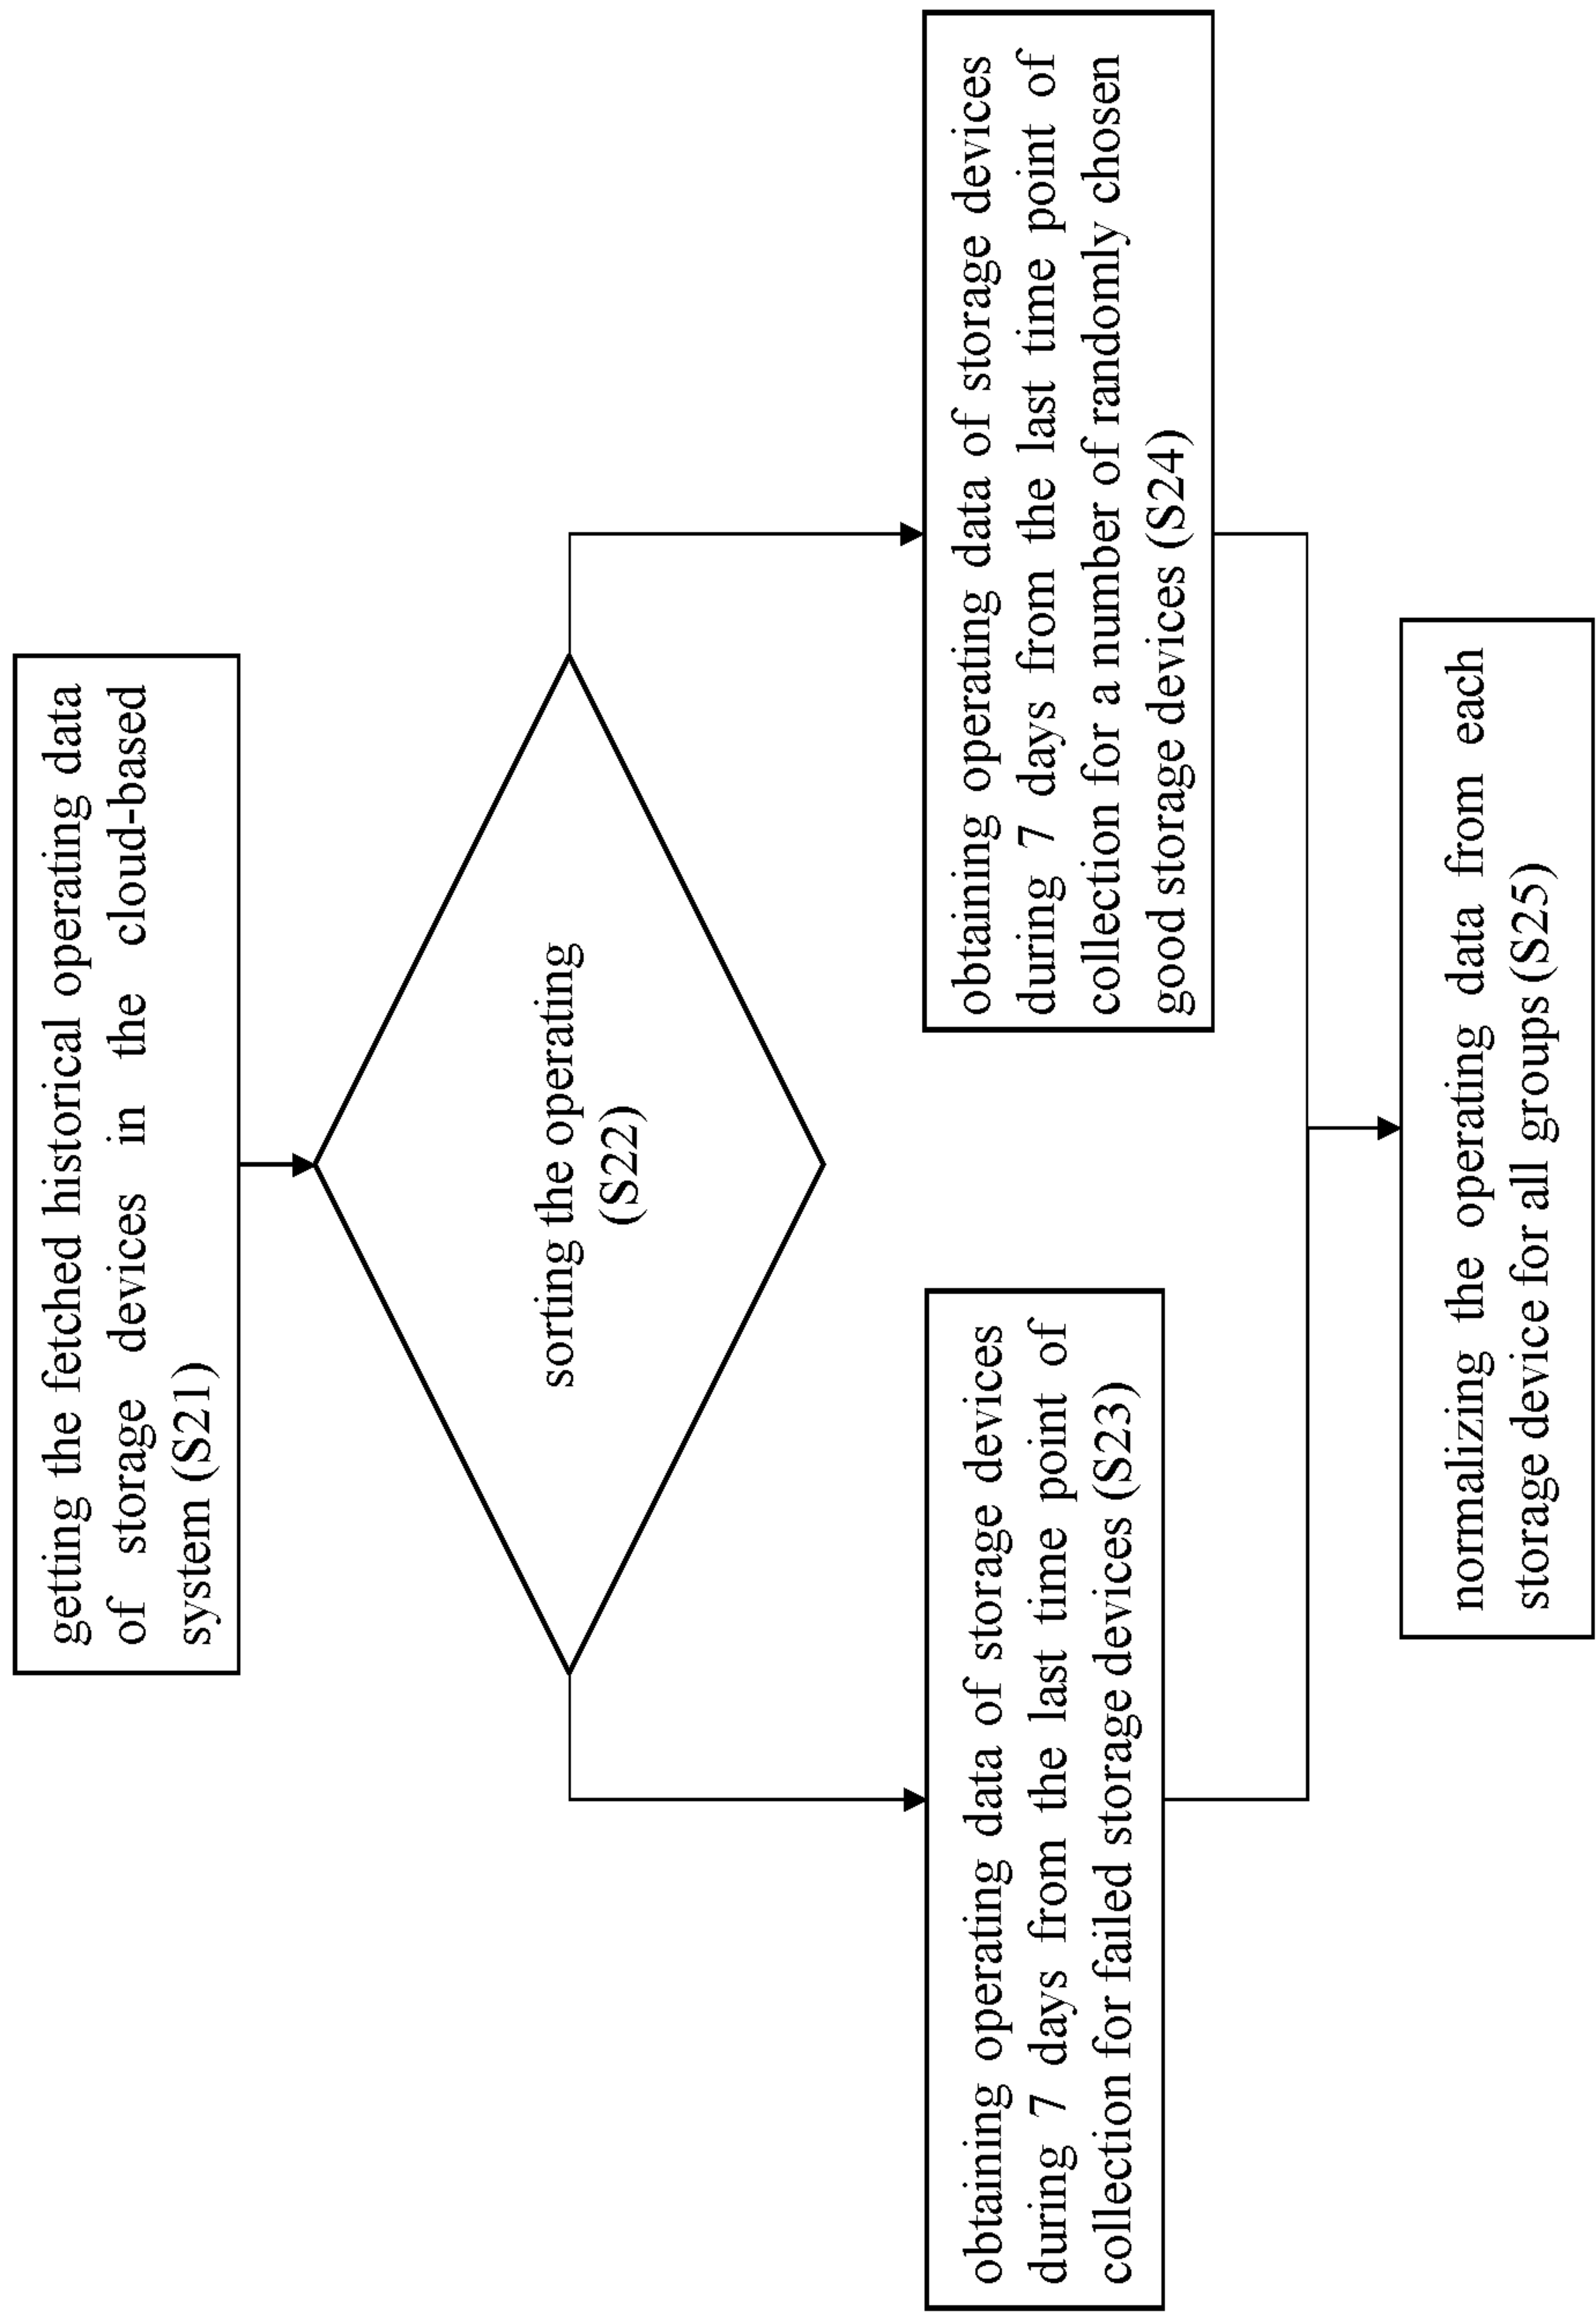 getting the fetched historical operating data
of storage devices in the cloud-based
system (S21)
sorting the operating
(S22)
obtaining operating data of storage devices
during 7 days from the last time point of
collection for failed storage devices (S23)
obtaining operating data of storage devices
during 7 days from the last time point of
collection for a number of randomly chosen
good storage devices (S24)
normalizing the operating data from each
storage device for all groups (S25)